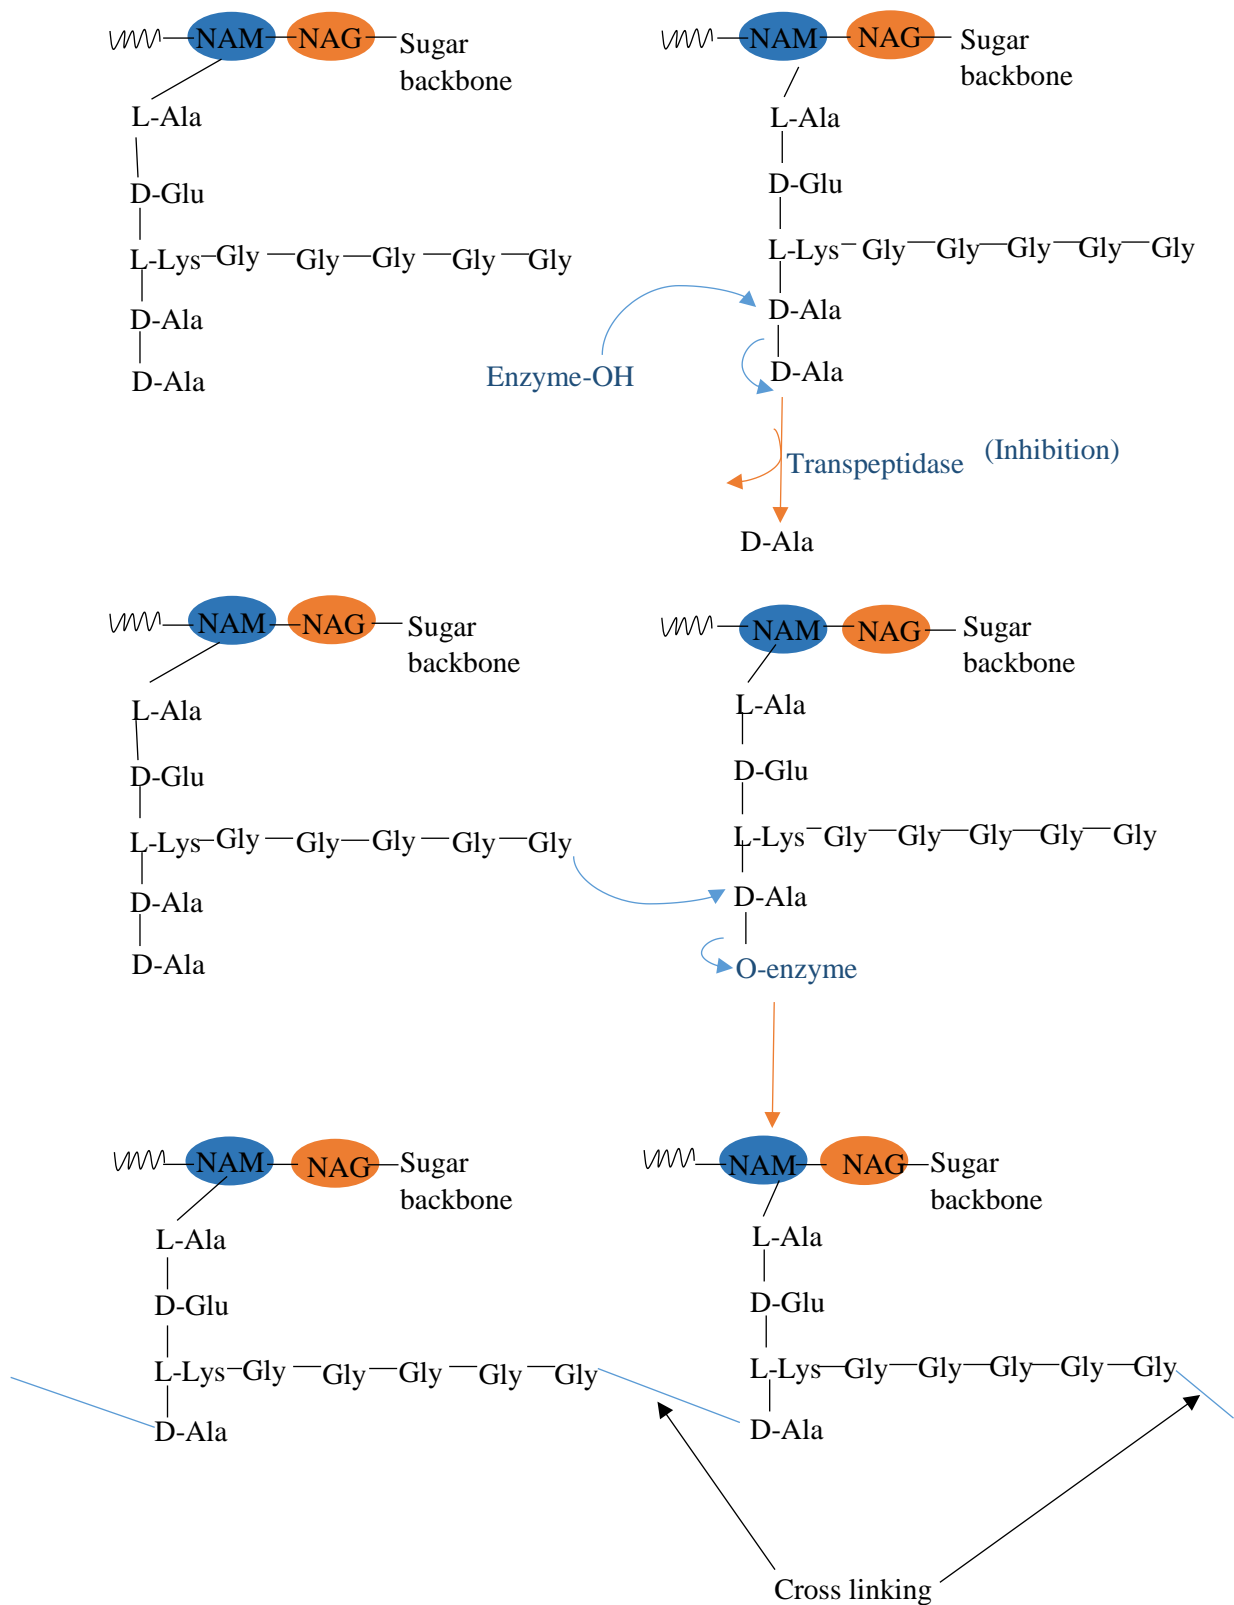 NAM NAG Sugar backbone
L-Ala
D-Glu
L-Lys Gly Gly Gly Gly Gly
D-Ala
D-Ala
NAM NAG Sugar backbone
L-Ala
D-Glu
L-Lys Gly Gly Gly Gly Gly
D-Ala
Enzyme-OH
D-Ala
Transpeptidase (Inhibition)
D-Ala
NAM NAG Sugar backbone
L-Ala
D-Glu
L-Lys Gly Gly Gly Gly Gly
D-Ala
D-Ala
NAM NAG Sugar backbone
L-Ala
D-Glu
L-Lys Gly Gly Gly Gly Gly
D-Ala
O-enzyme
NAM NAG Sugar backbone
L-Ala
D-Glu
L-Lys Gly Gly Gly Gly Gly
D-Ala
NAM NAG Sugar backbone
L-Ala
D-Glu
L-Lys Gly Gly Gly Gly Gly
D-Ala
Cross linking